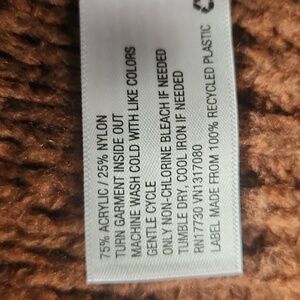 75% ACRYLIC / 25% NYLON
TURN GARMENT INSIDE OUT
MACHINE WASH COLD WITH LIKE COLORS
GENTLE CYCLE
ONLY NON-CHLORINE BLEACH IF NEEDED
TUMBLE DRY, COOL IRON IF NEEDED
RN17730 VN1317080
LABEL MADE FROM 100% RECYCLED PLASTIC